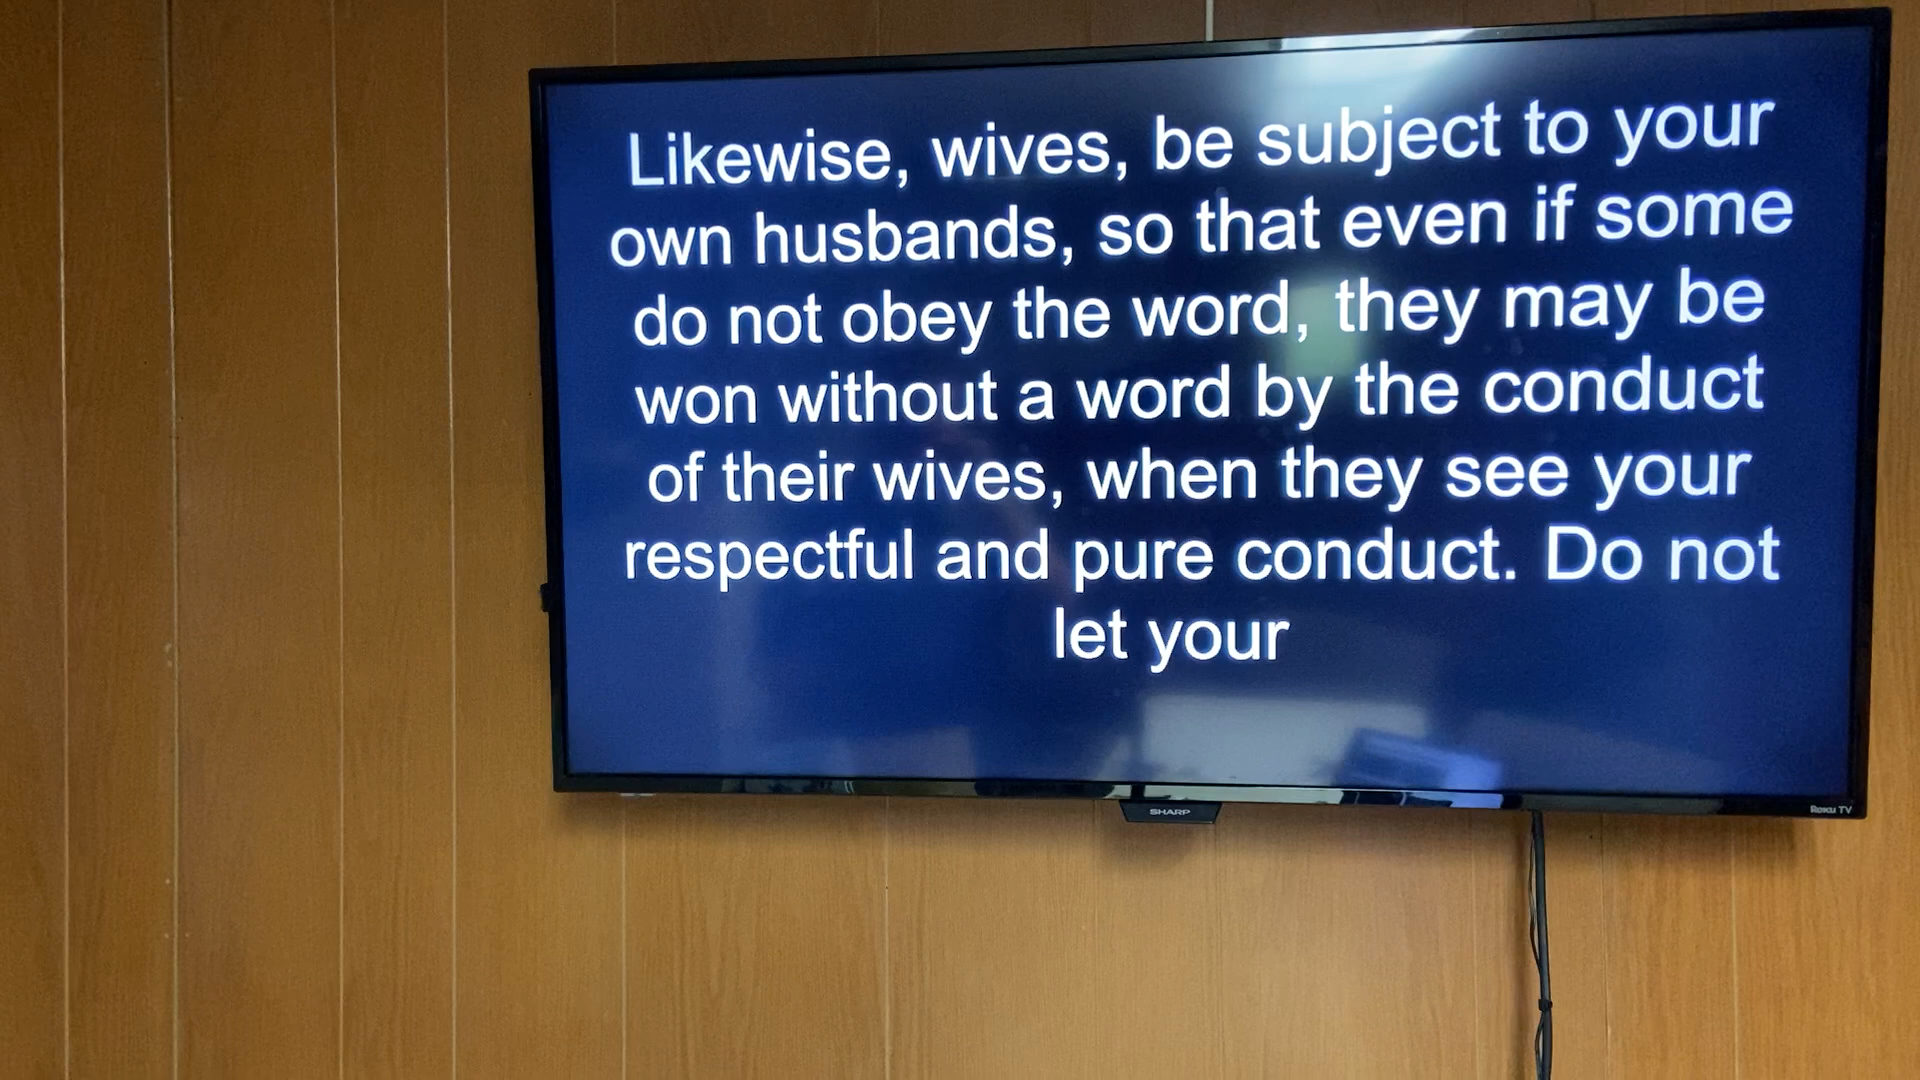 Likewise, wives, be subject to your
own husbands, so that even if some
do not obey the word, they may be
won without a word by the conduct
of their wives, when they see your
respectful and pure conduct. Do not
let your
SHARP
Roku TV